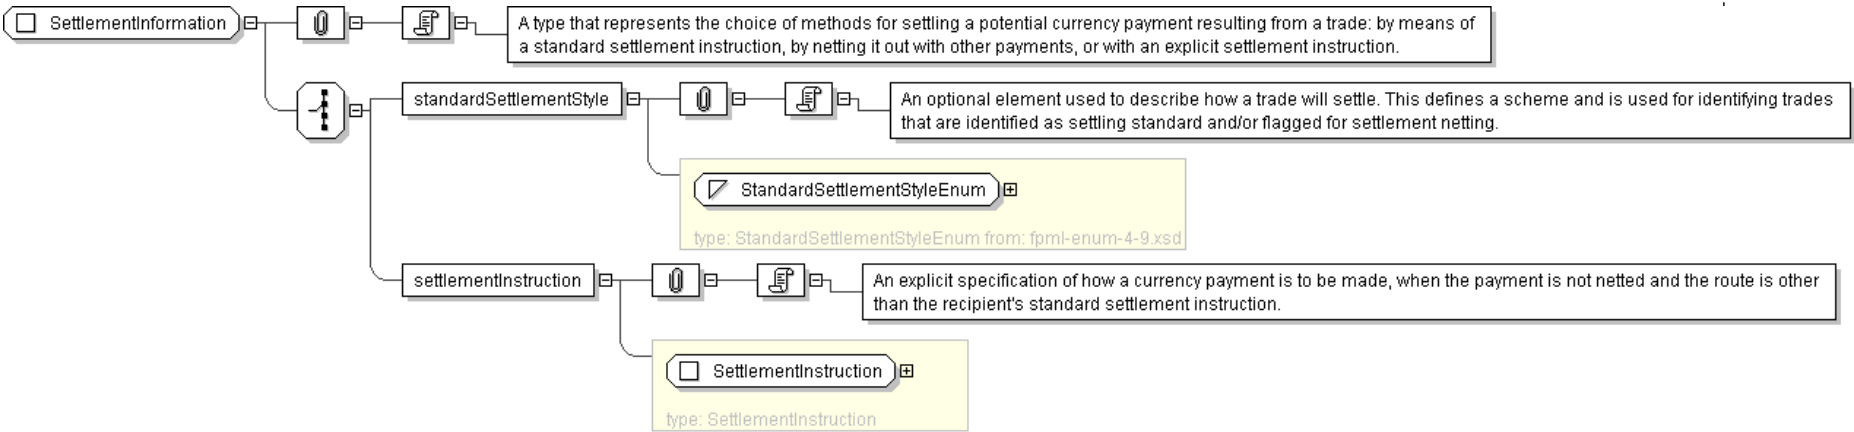 SettlementInformation
A type that represents the choice of methods for settling a potential currency payment resulting from a trade: by means of
a standard settlement instruction, by netting it out with other payments, or with an explicit settlement instruction.
standardSettlementStyle
An optional element used to describe how a trade will settle. This defines a scheme and is used for identifying trades
that are identified as settling standard and/or flagged for settlement netting.
StandardSettlementStyleEnum
type: StandardSettlementStyleEnum from: fpml-enum-4-9.xsd
settlementInstruction
An explicit specification of how a currency payment is to be made, when the payment is not netted and the route is other
than the recipient's standard settlement instruction.
SettlementInstruction
type: SettlementInstruction